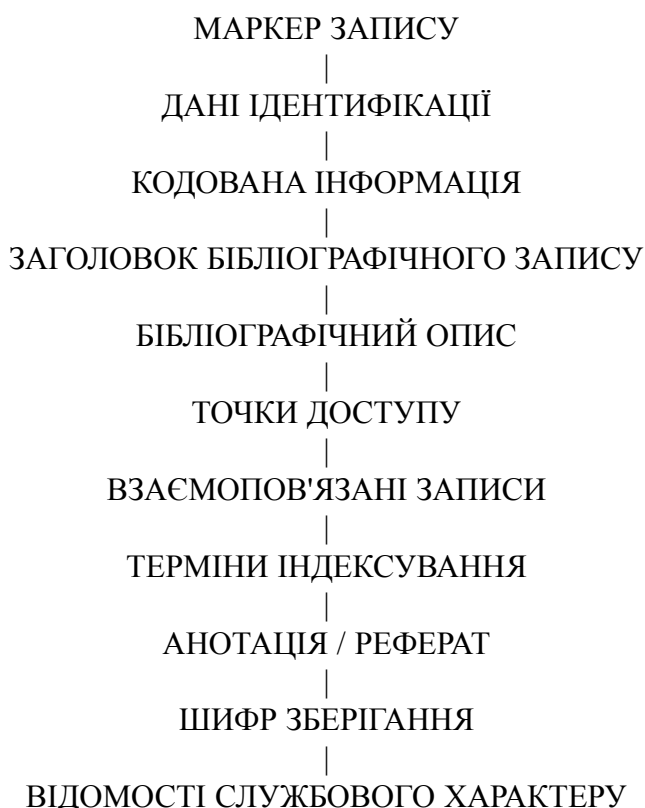 МАРКЕР ЗАПИСУ
|
ДАНІ ІДЕНТИФІКАЦІЇ
|
КОДОВАНА ІНФОРМАЦІЯ
|
ЗАГОЛОВОК БІБЛІОГРАФІЧНОГО ЗАПИСУ
|
БІБЛІОГРАФІЧНИЙ ОПИС
|
ТОЧКИ ДОСТУПУ
|
ВЗАЄМОПОВ'ЯЗАНІ ЗАПИСИ
|
ТЕРМІНИ ІНДЕКСУВАННЯ
|
АНОТАЦІЯ / РЕФЕРАТ
|
ШИФР ЗБЕРІГАННЯ
|
ВІДОМОСТІ СЛУЖБОВОГО ХАРАКТЕРУ